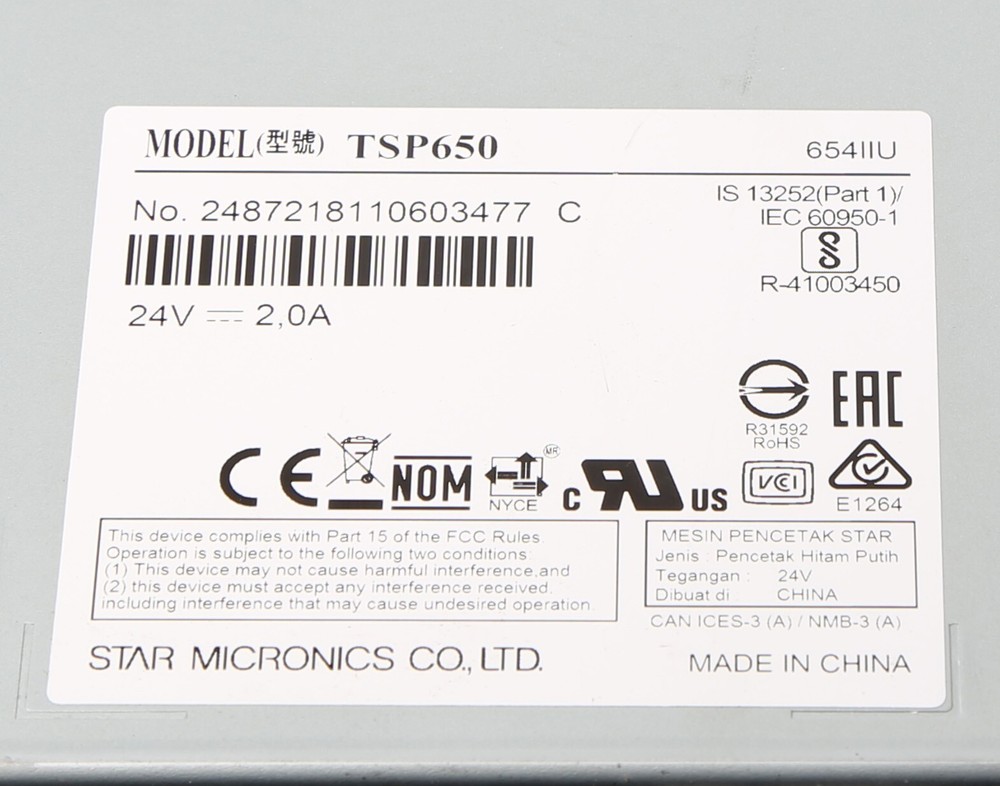 MODEL(型號) TSP650
654IIU
No. 2487218110603477 C
IS 13252(Part 1)/
IEC 60950-1
R-41003450
24V 2,0A
R31592
RoHS
EAC
CE
NOM
MR
NYCE
C RU US
VCCI
E1264
This device complies with Part 15 of the FCC Rules.
Operation is subject to the following two conditions:
(1) This device may not cause harmful interference,and
(2) this device must accept any interference received,
including interference that may cause undesired operation.
MESIN PENCETAK STAR
Jenis : Pencetak Hitam Putih
Tegangan : 24V
Dibuat di CHINA
CAN ICES-3 (A) / NMB-3 (A)
STAR MICRONICS CO., LTD.
MADE IN CHINA